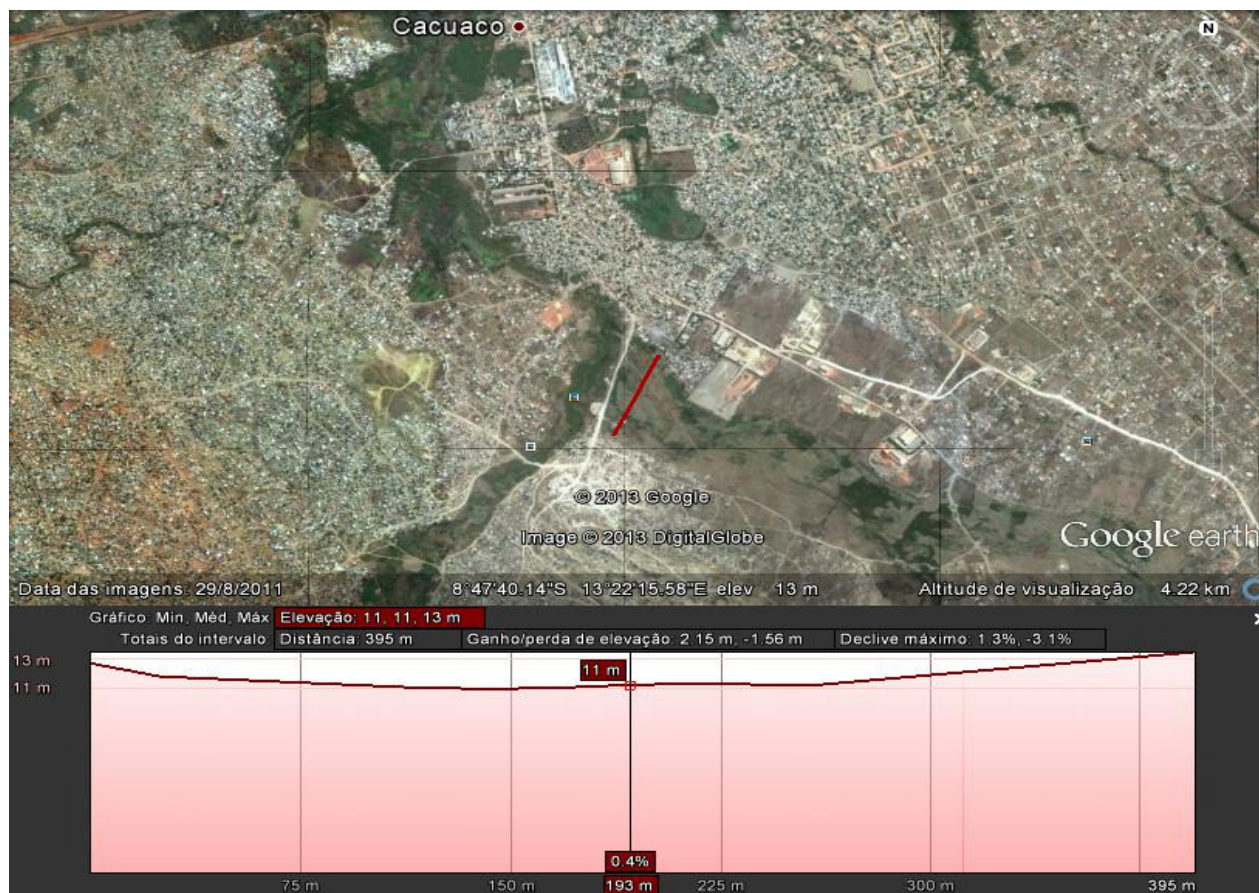 Cacuaco
N
© 2013 Google
Image © 2013 DigitalGlobe
Google earth
Data das imagens: 29/8/2011 8°47'40.14"S 13°22'15.58"E elev 13 m Altitude de visualização 4.22 km
Gráfico: Mín, Méd, Máx Elevação: 11, 11, 13 m
Totais do intervalo: Distância: 395 m Ganho/perda de elevação: 2.15 m, -1.56 m Declive máximo: 1.3%, -3.1%
13 m
11 m
11 m
0.4%
75 m 150 m 193 m 225 m 300 m 395 m